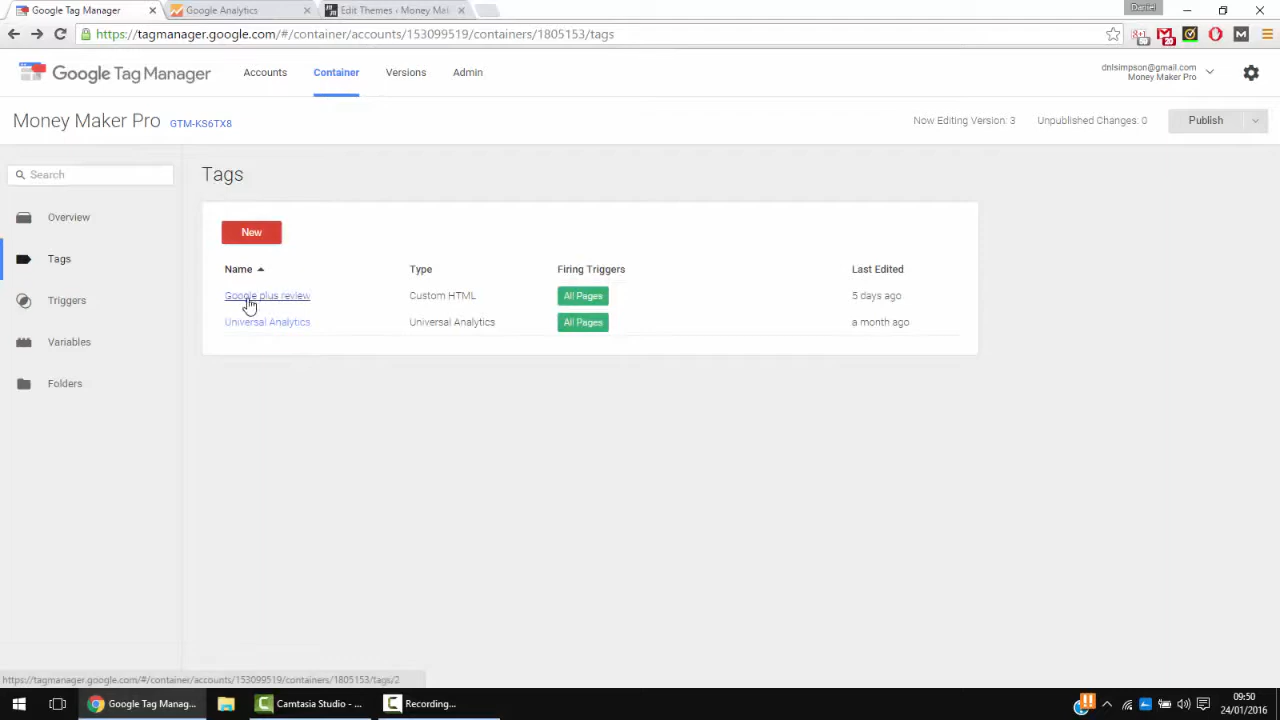 Google Tag Manager
Google Analytics
Edit Themes ‹ Money Mai
Daniel
https://tagmanager.google.com/#/container/accounts/153099519/containers/1805153/tags
20
Google Tag Manager
Accounts
Container
Versions
Admin
dnlsimpson@gmail.com
Money Maker Pro
Money Maker Pro GTM-KS6TX8
Now Editing Version: 3
Unpublished Changes: 0
Publish
Search
Overview
Tags
Triggers
Variables
Folders
Tags
New
Name Type Firing Triggers Last Edited
Google plus review Custom HTML All Pages 5 days ago
Universal Analytics Universal Analytics All Pages a month ago
https://tagmanager.google.com/#/container/accounts/153099519/containers/1805153/tags/2
Google Tag Manag...
Camtasia Studio - ...
Recording...
09:50
24/01/2016